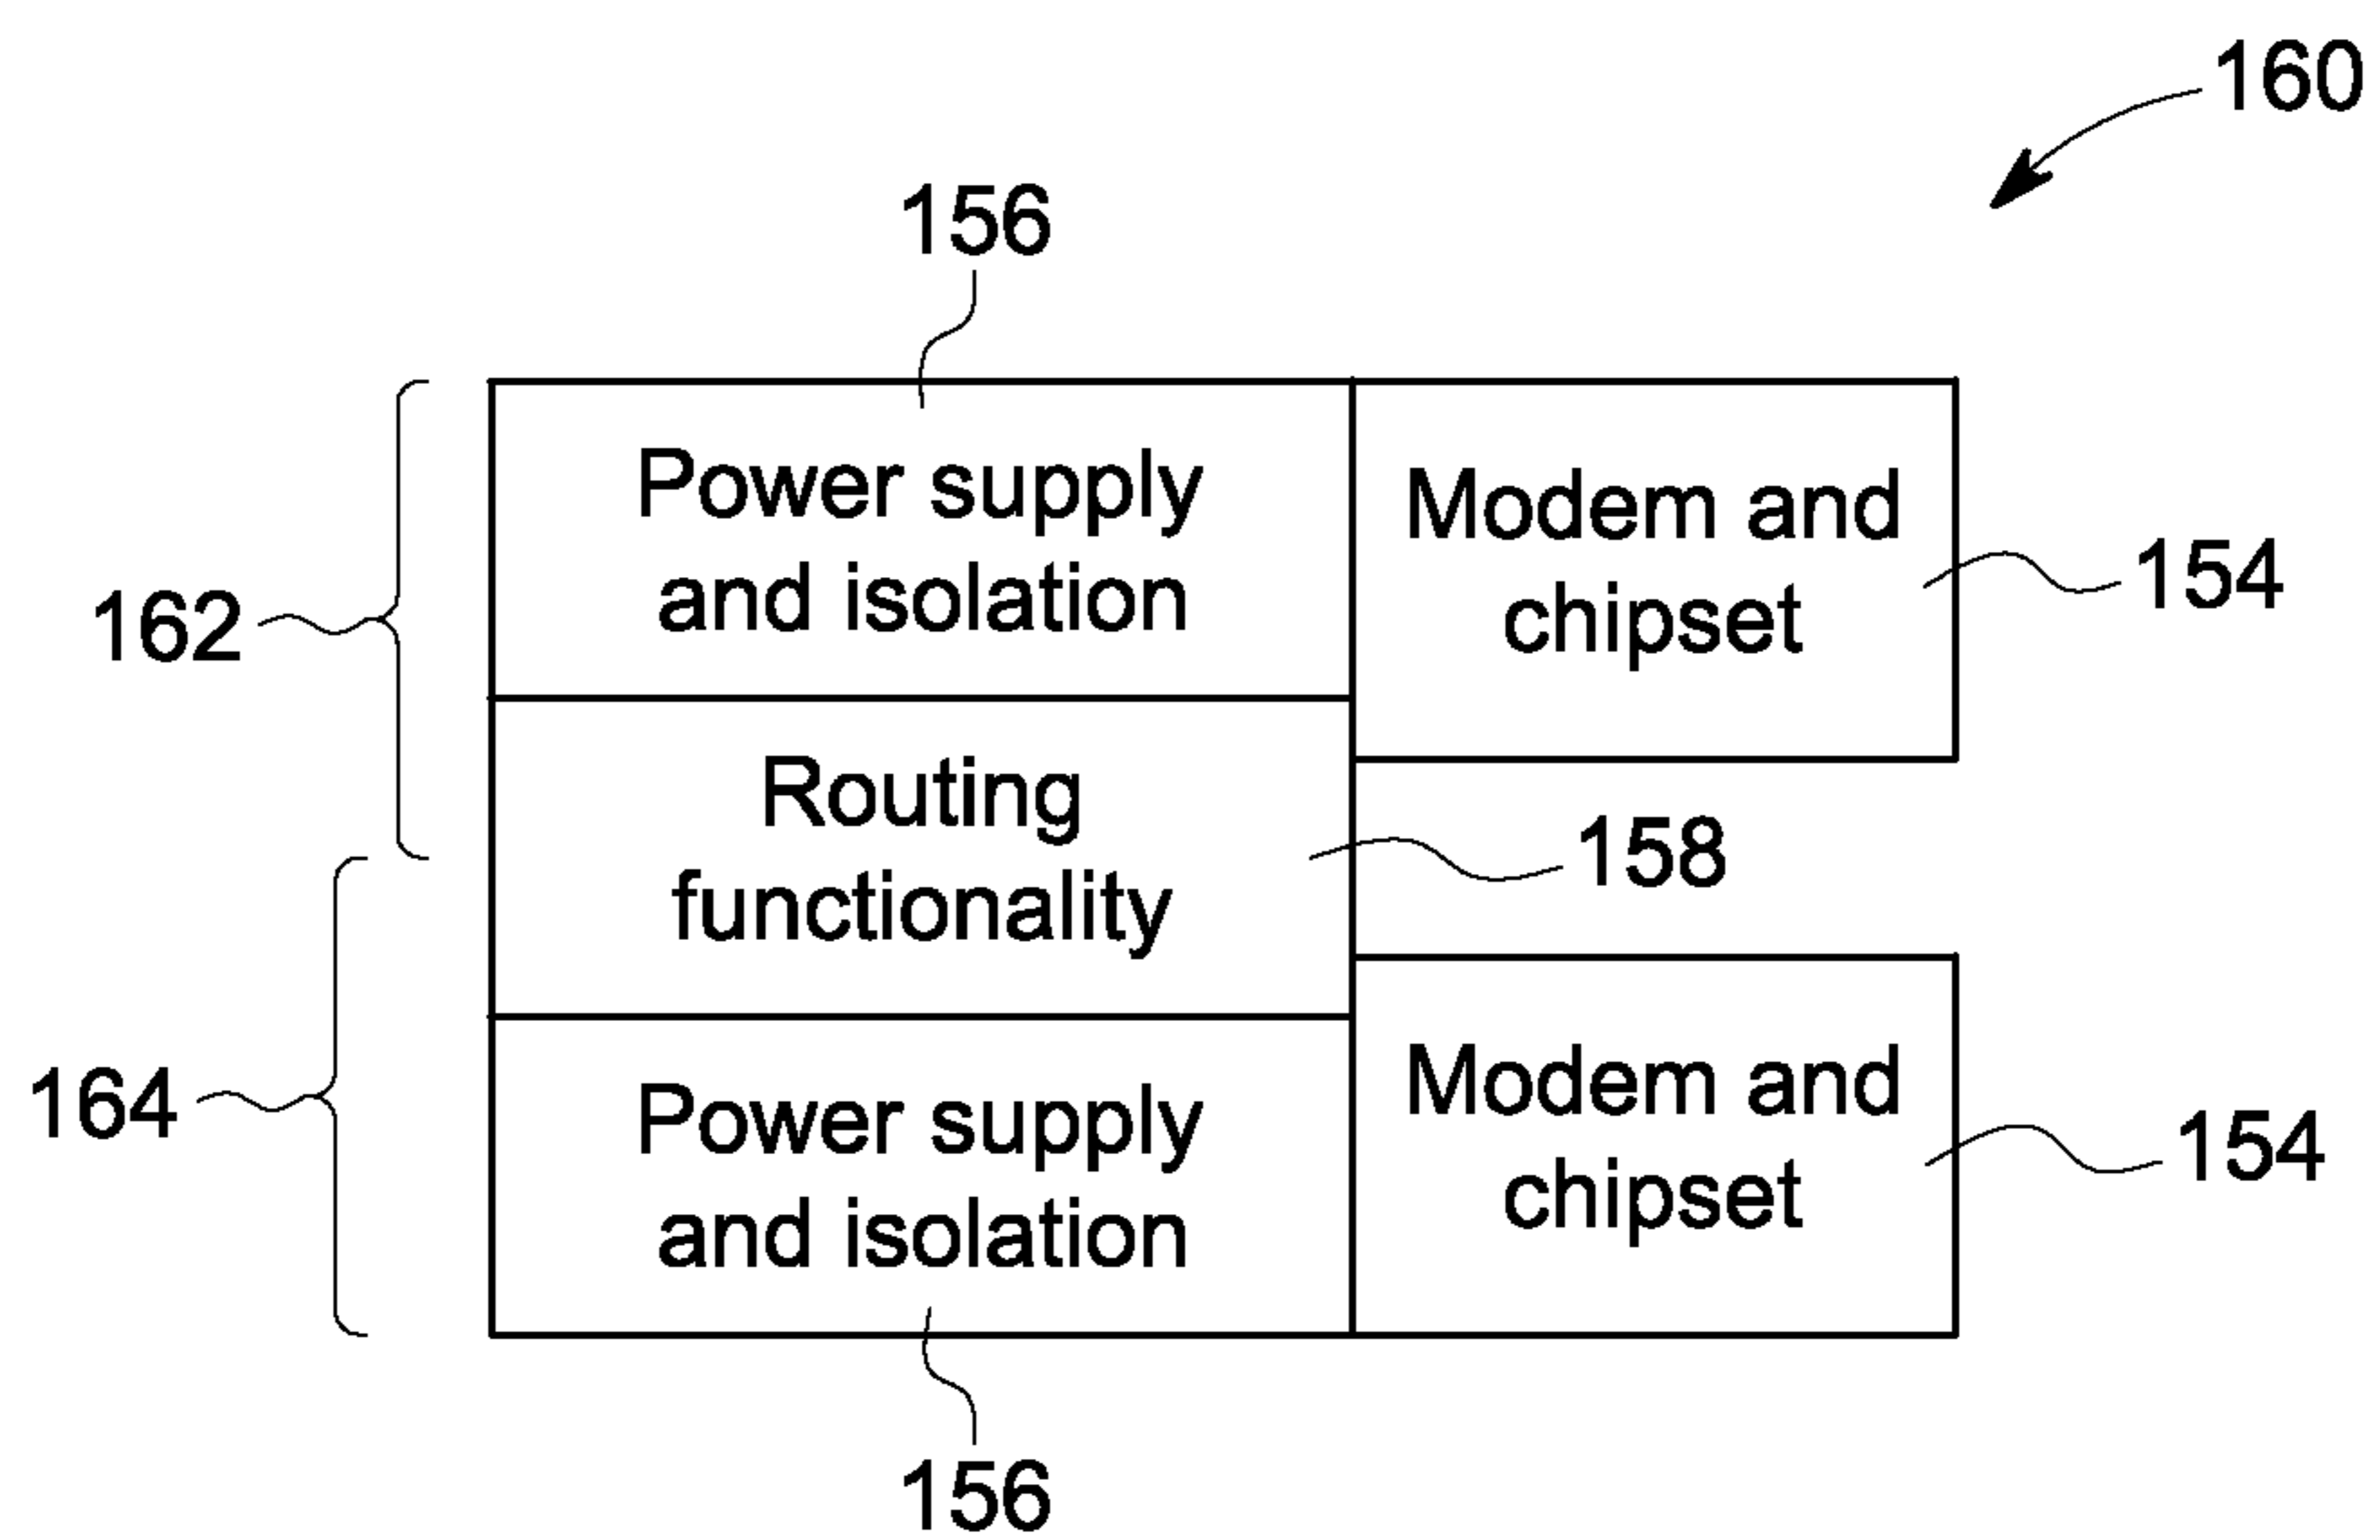 160
156
Power supply
and isolation
Modem and
chipset
154
162
Routing
functionality
158
164
Power supply
and isolation
Modem and
chipset
154
156